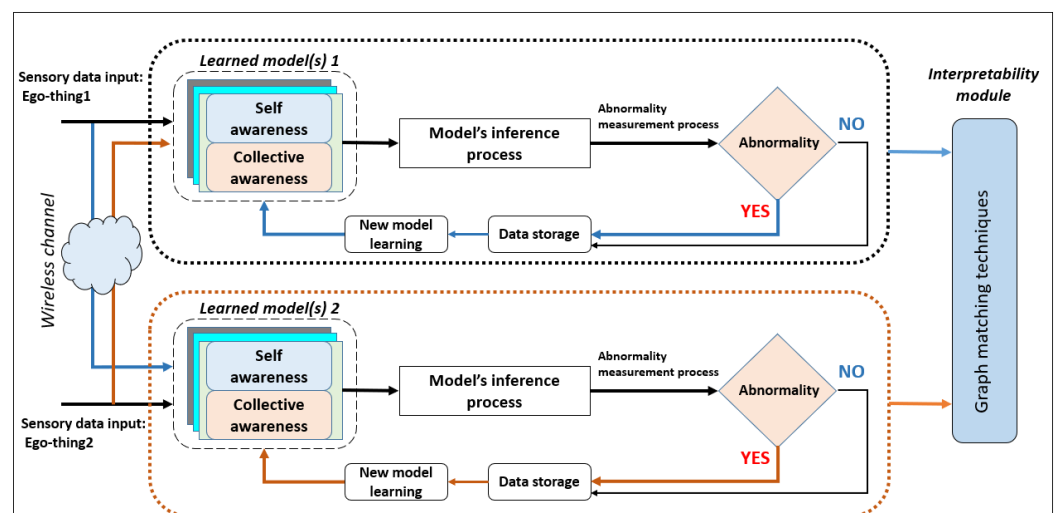 Learned model(s) 1
Sensory data input:
Ego-thing1
Self
awareness
Collective
awareness
Model's inference
process
Abnormality
measurement process
Abnormality
NO
YES
New model
learning
Data storage
Interpretability
module
Graph matching techniques
Wireless channel
Learned model(s) 2
Self
awareness
Collective
awareness
Model's inference
process
Abnormality
measurement process
Abnormality
NO
YES
New model
learning
Data storage
Sensory data input:
Ego-thing2